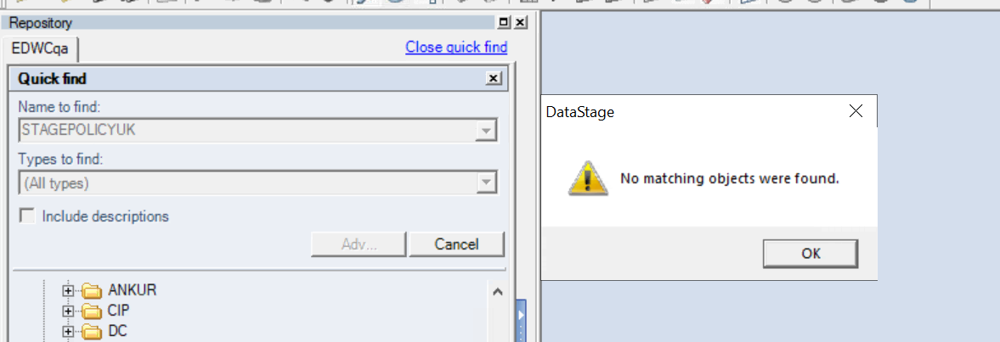 Repository
EDWCqa
Close quick find
Quick find
Name to find:
STAGEPOLICYUK
Types to find:
(All types)
Include descriptions
Adv...
Cancel
ANKUR
CIP
DC
DataStage
No matching objects were found.
OK